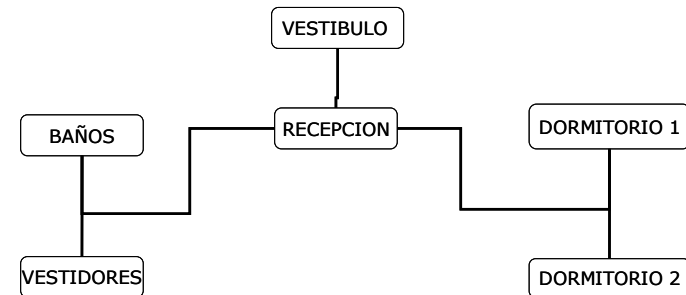 VESTIBULO
RECEPCION
BAÑOS
DORMITORIO 1
VESTIDORES
DORMITORIO 2